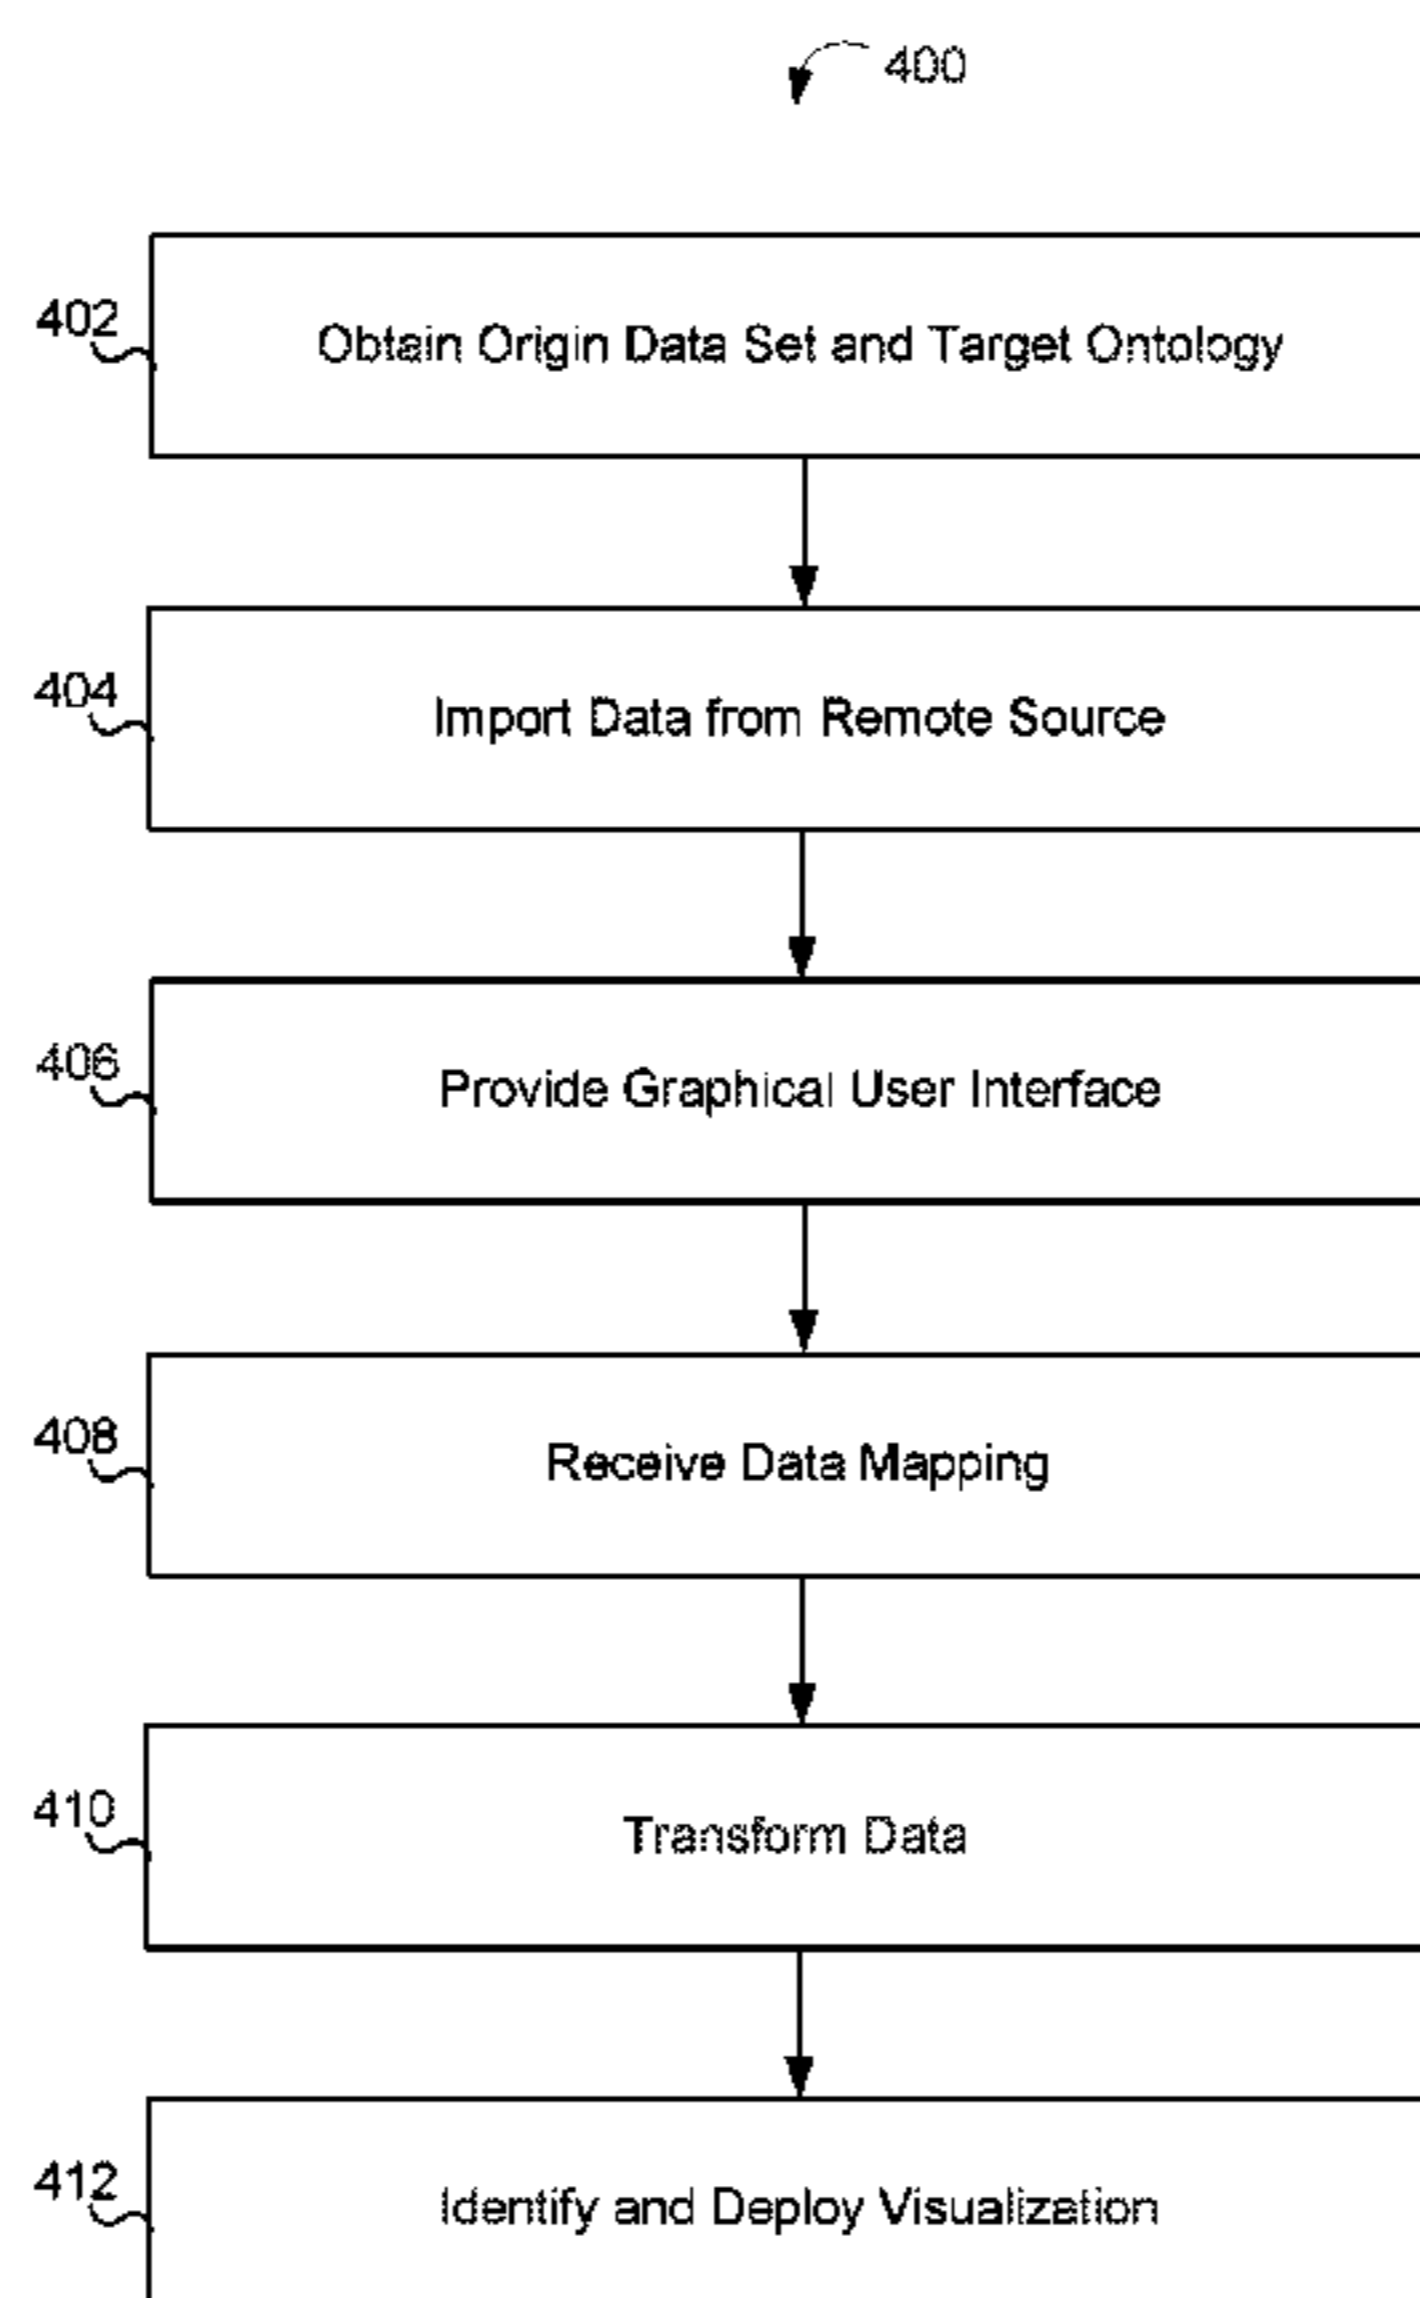 400
402
Obtain Origin Data Set and Target Ontology
404
Import Data from Remote Source
406
Provide Graphical User Interface
408
Receive Data Mapping
410
Transform Data
412
Identify and Deploy Visualization